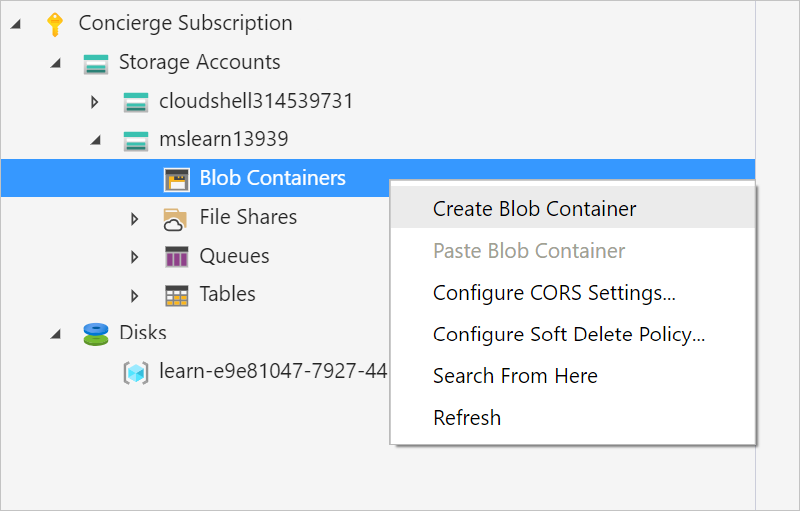 Concierge Subscription
Storage Accounts
cloudshell314539731
mslearn13939
Blob Containers
File Shares
Queues
Tables
Disks
learn-e9e81047-7927-44
Create Blob Container
Paste Blob Container
Configure CORS Settings...
Configure Soft Delete Policy...
Search From Here
Refresh